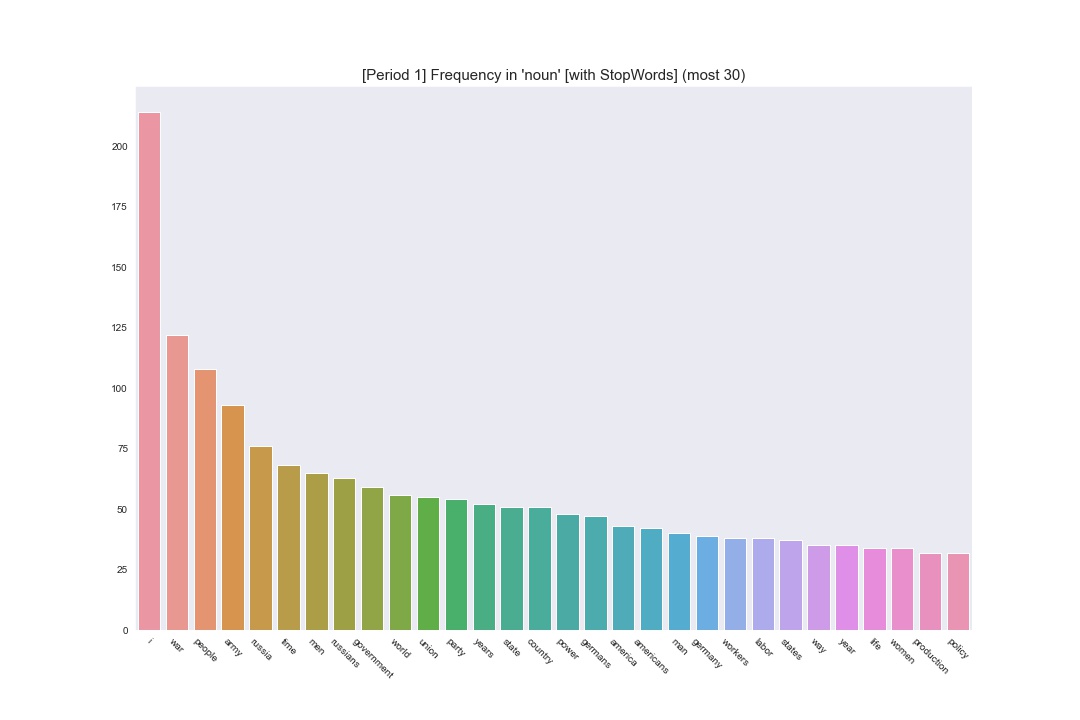 [Period 1] Frequency in 'noun' [with StopWords] (most 30)
200
175
150
125
100
75
50
25
0
i
war
people
army
russia
time
men
russians
government
world
union
party
years
state
country
power
germans
america
americans
man
germany
workers
labor
states
way
year
life
women
production
policy